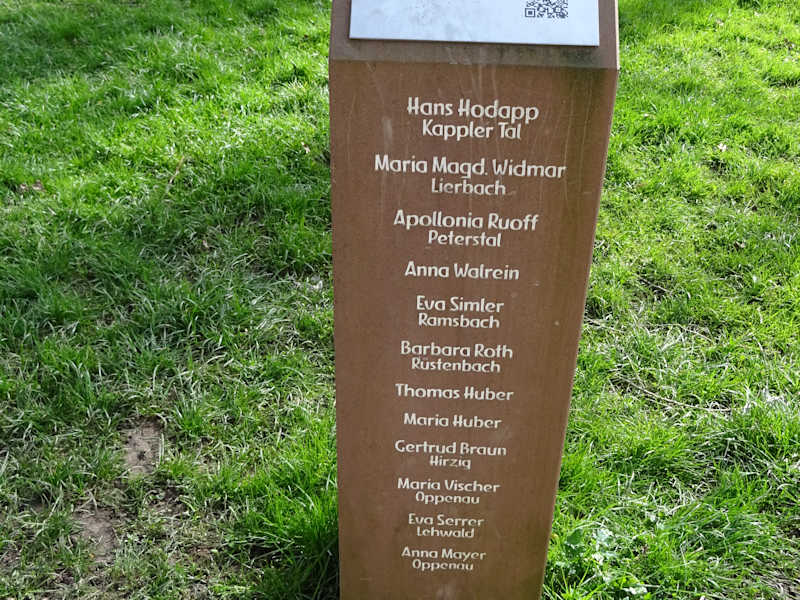 Hans Hodapp
Kappler Tal
Maria Magd. Widmar
Lierbach
Apollonia Ruoff
Peterstal
Anna Walrein
Eva Simler
Ramsbach
Barbara Roth
Rüstenbach
Thomas Huber
Maria Huber
Gertrud Braun
Hirzig
Maria Vischer
Oppenau
Eva Serrer
Lehwald
Anna Mayer
Oppenau